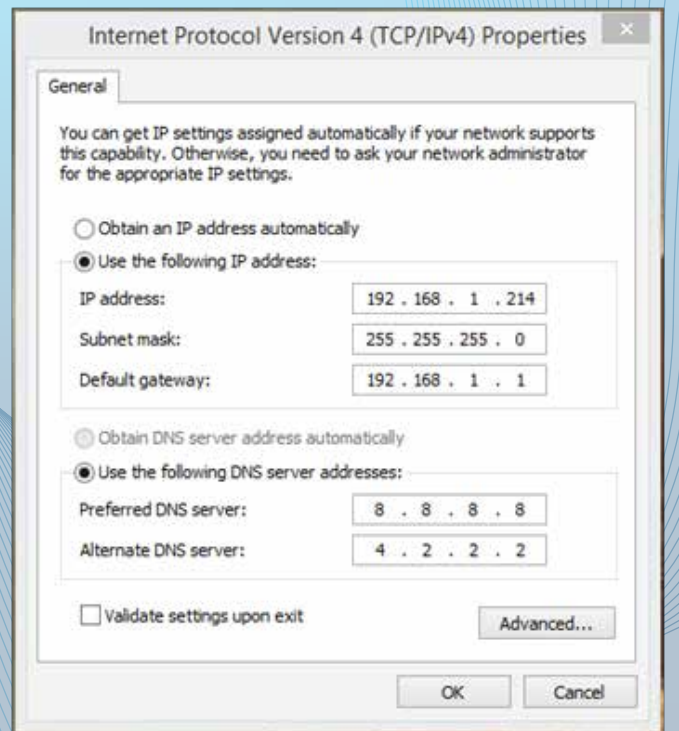 Internet Protocol Version 4 (TCP/IPv4) Properties
General
You can get IP settings assigned automatically if your network supports
this capability. Otherwise, you need to ask your network administrator
for the appropriate IP settings.
Obtain an IP address automatically
Use the following IP address:
IP address: 192 . 168 . 1 . 214
Subnet mask: 255 . 255 . 255 . 0
Default gateway: 192 . 168 . 1 . 1
Obtain DNS server address automatically
Use the following DNS server addresses:
Preferred DNS server: 8 . 8 . 8 . 8
Alternate DNS server: 4 . 2 . 2 . 2
Validate settings upon exit
Advanced...
OK Cancel